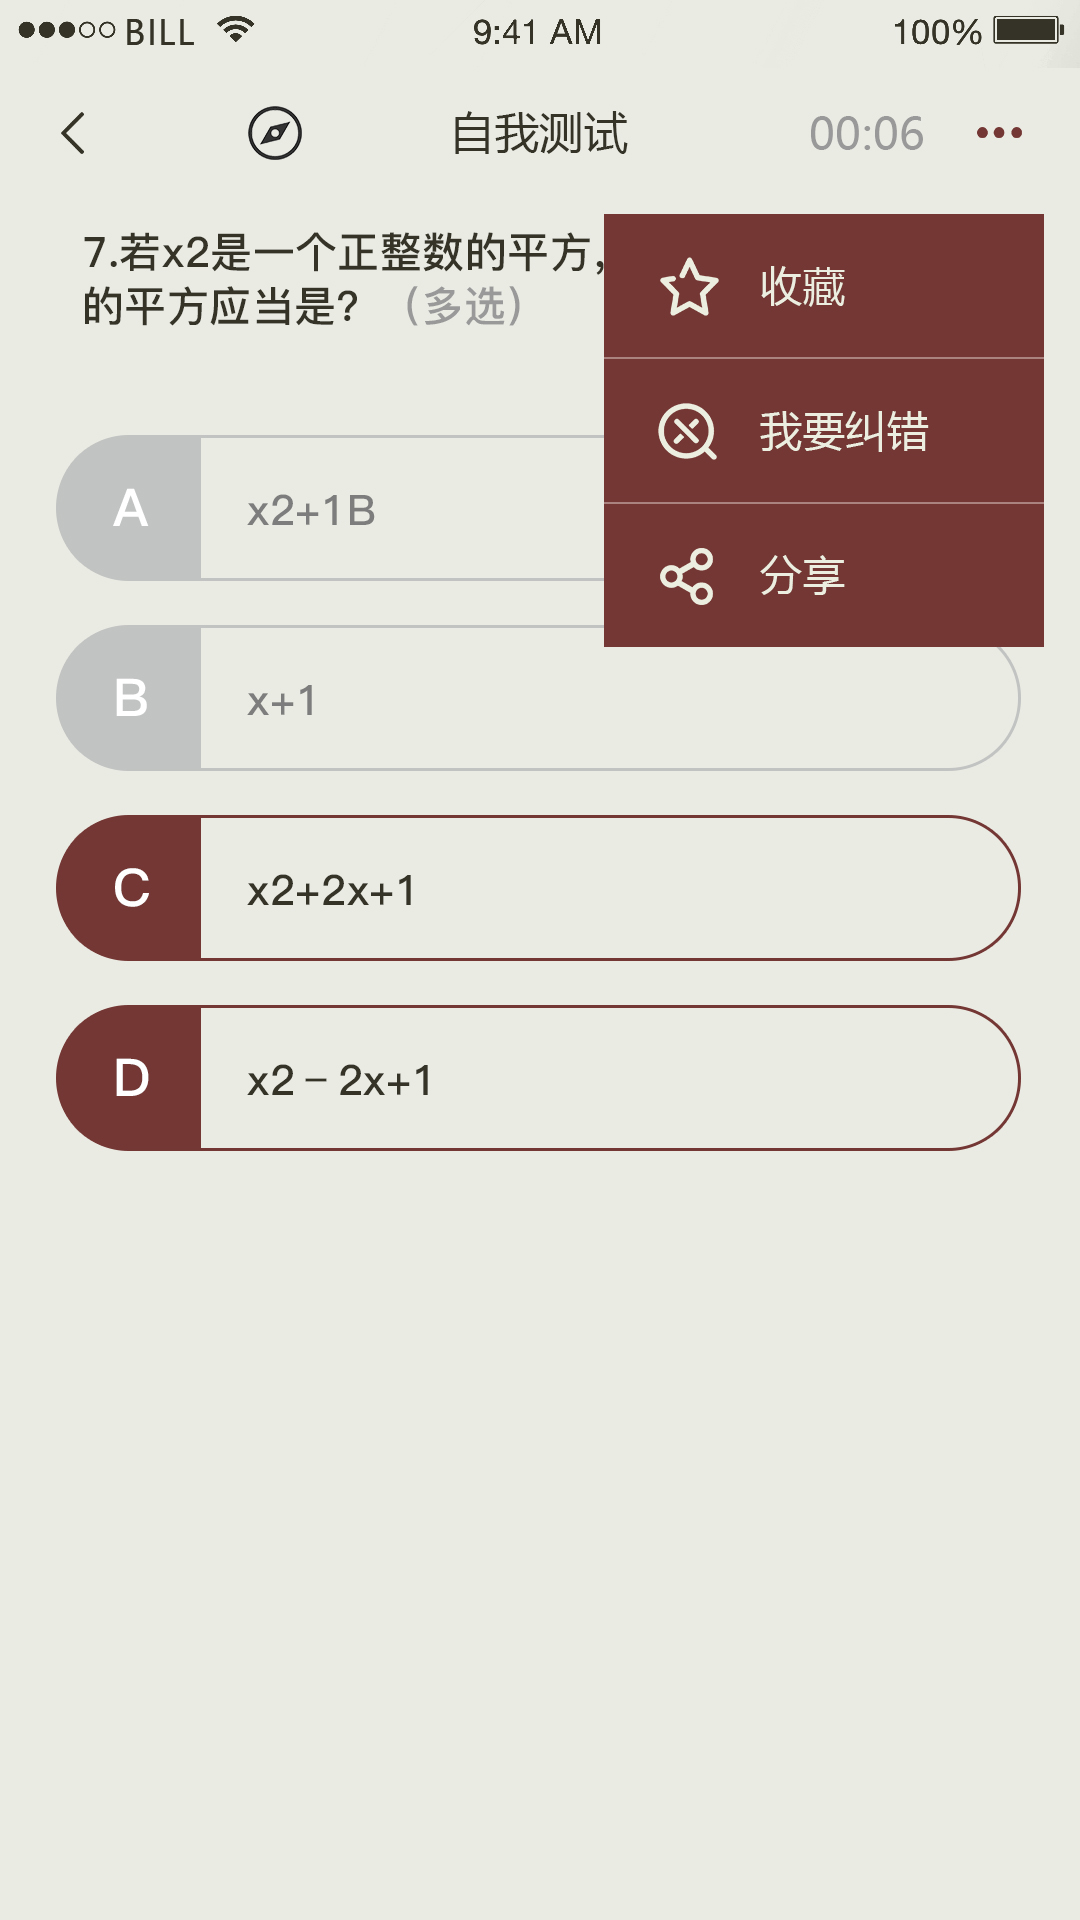 BILL 9:41 AM 100%
自我测试 00:06
7.若x2是一个正整数的平方,
的平方应当是? （多选）
收藏
我要纠错
分享
A x2+1B
B x+1
C x2+2x+1
D x2－2x+1